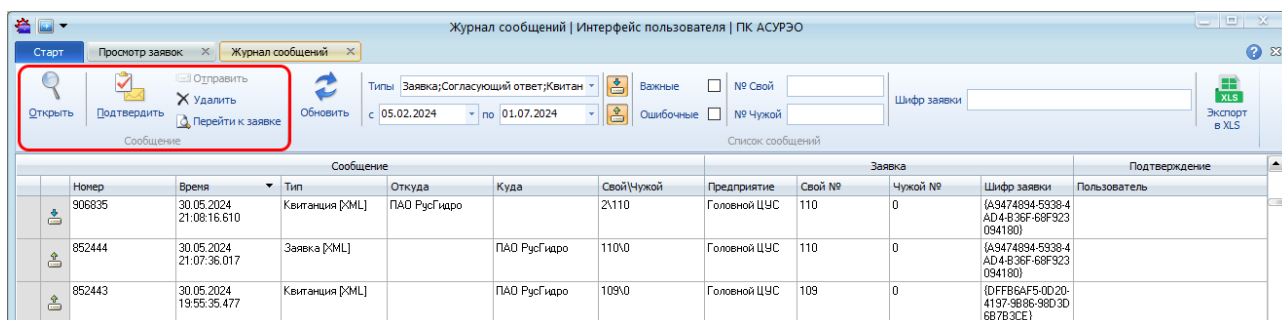 Журнал сообщений | Интерфейс пользователя | ПК АСУРЭО
Старт Просмотр заявок Журнал сообщений
Открыть Подтвердить Отправить Удалить Перейти к заявке
Сообщение
Обновить Типы Заявка;Согласующий ответ;Квитан Важные № Свой Шифр заявки Экспорт в XLS
с 05.02.2024 по 01.07.2024 Ошибочные № Чужой
Список сообщений
Сообщение Заявка Подтверждение
Номер Время Тип Откуда Куда Свой\Чужой Предприятие Свой № Чужой № Шифр заявки Пользователь
906835 30.05.2024 Квитанция [XML] ПАО РусГидро 2\110 Головной ЦУС 110 0 {A9474894-5938-4
21:08:16.610 AD4-B36F-68F923
094180}
852444 30.05.2024 Заявка [XML] ПАО РусГидро 110\0 Головной ЦУС 110 0 {A9474894-5938-4
21:07:36.017 AD4-B36F-68F923
094180}
852443 30.05.2024 Квитанция [XML] ПАО РусГидро 109\0 Головной ЦУС 109 0 {DFFB6AF5-0D20-
19:55:35.477 4197-9B86-98D3D
6B7B3CE}